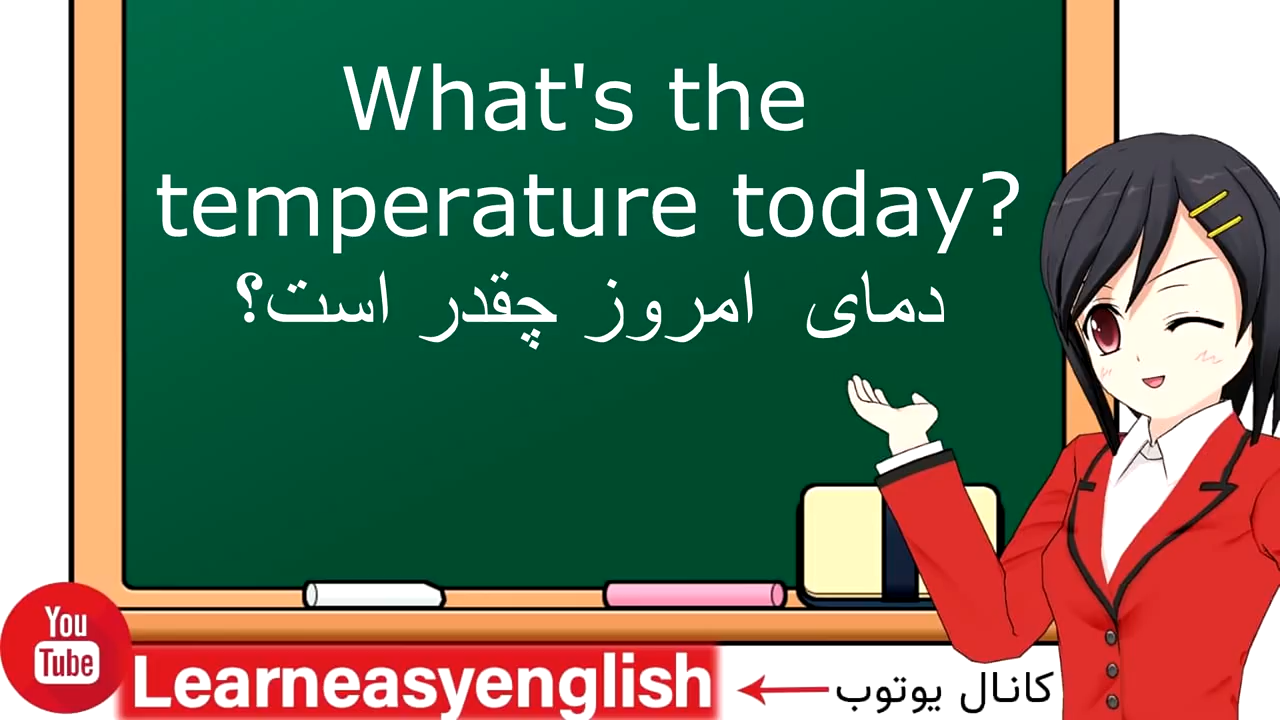 What's the
temperature today?
دمای امروز چقدر است؟
You
Tube
Learneasyenglish
کانال یوتوب